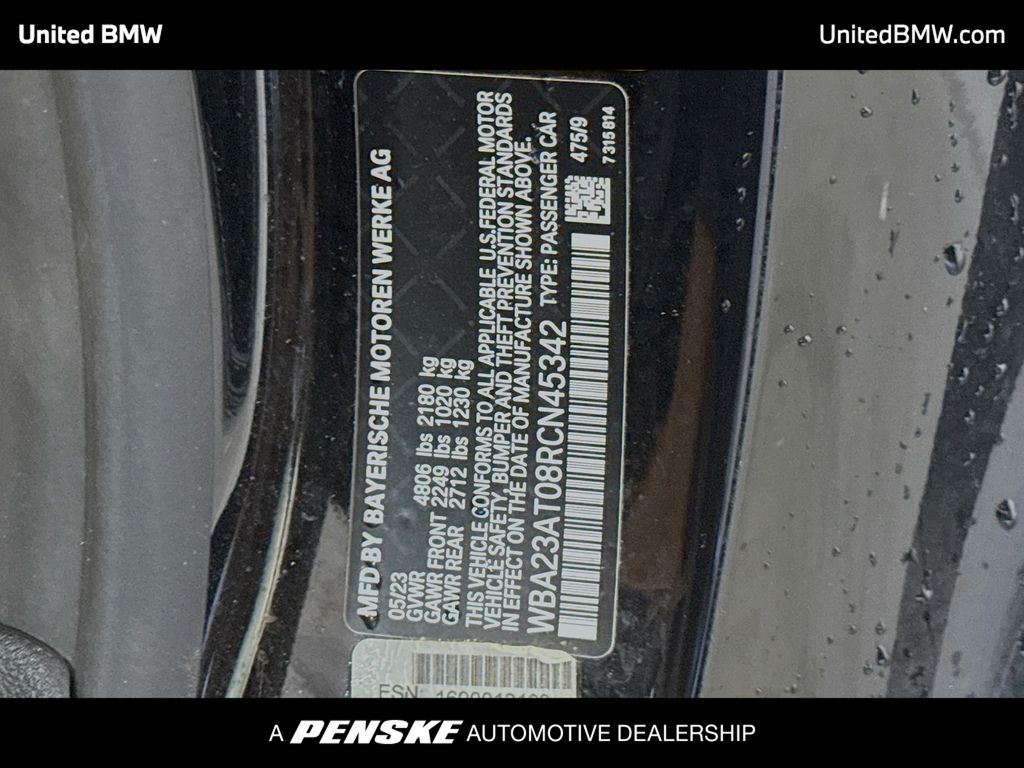 United BMW
UnitedBMW.com
MFD BY BAYERISCHE MOTOREN WERKE AG
05/23
GVWR 4806 lbs 2180 kg
GAWR FRONT 2249 lbs 1020 kg
GAWR REAR 2712 lbs 1230 kg
THIS VEHICLE CONFORMS TO ALL APPLICABLE U.S.FEDERAL MOTOR
VEHICLE SAFETY, BUMPER AND THEFT PREVENTION STANDARDS
IN EFFECT ON THE DATE OF MANUFACTURE SHOWN ABOVE.
WBA23AT08RCN45342 TYPE: PASSENGER CAR
475/9
7315814
FSN:
A PENSKE AUTOMOTIVE DEALERSHIP